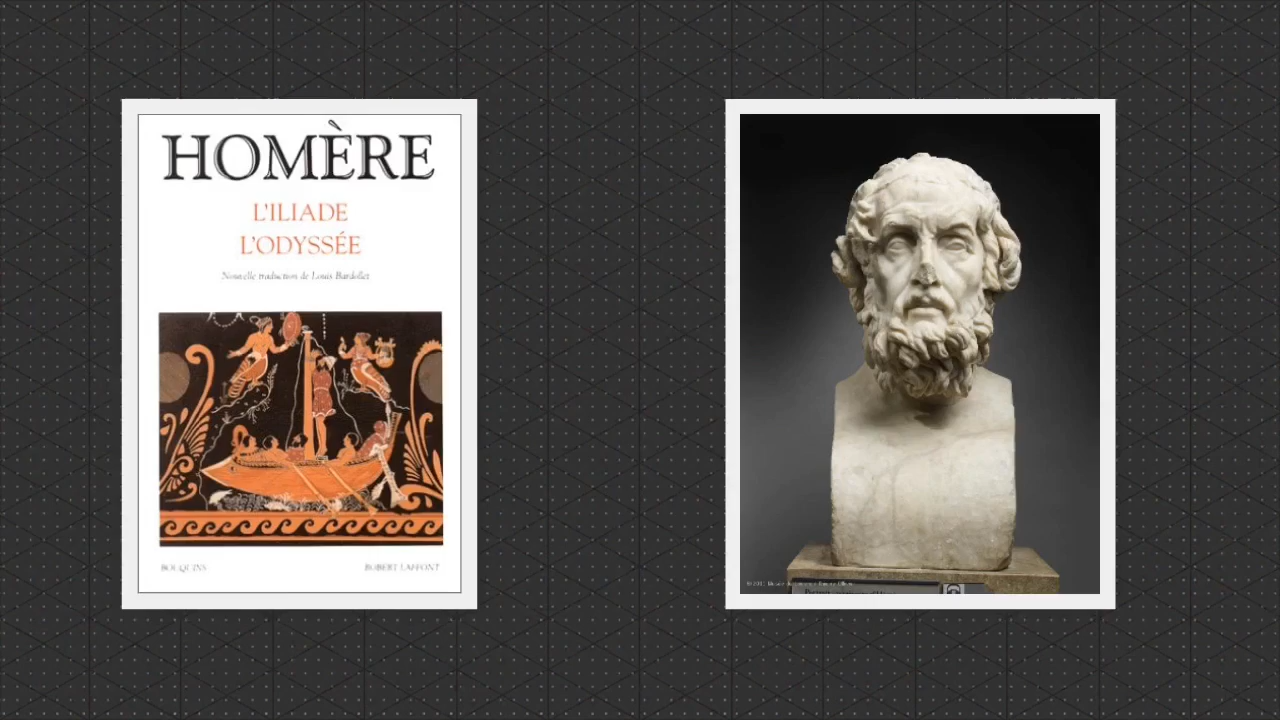 HOMÈRE
L'ILIADE
L'ODYSSÉE
Nouvelle traduction de Louis Bardollet
BOUQUINS
ROBERT LAFFONT